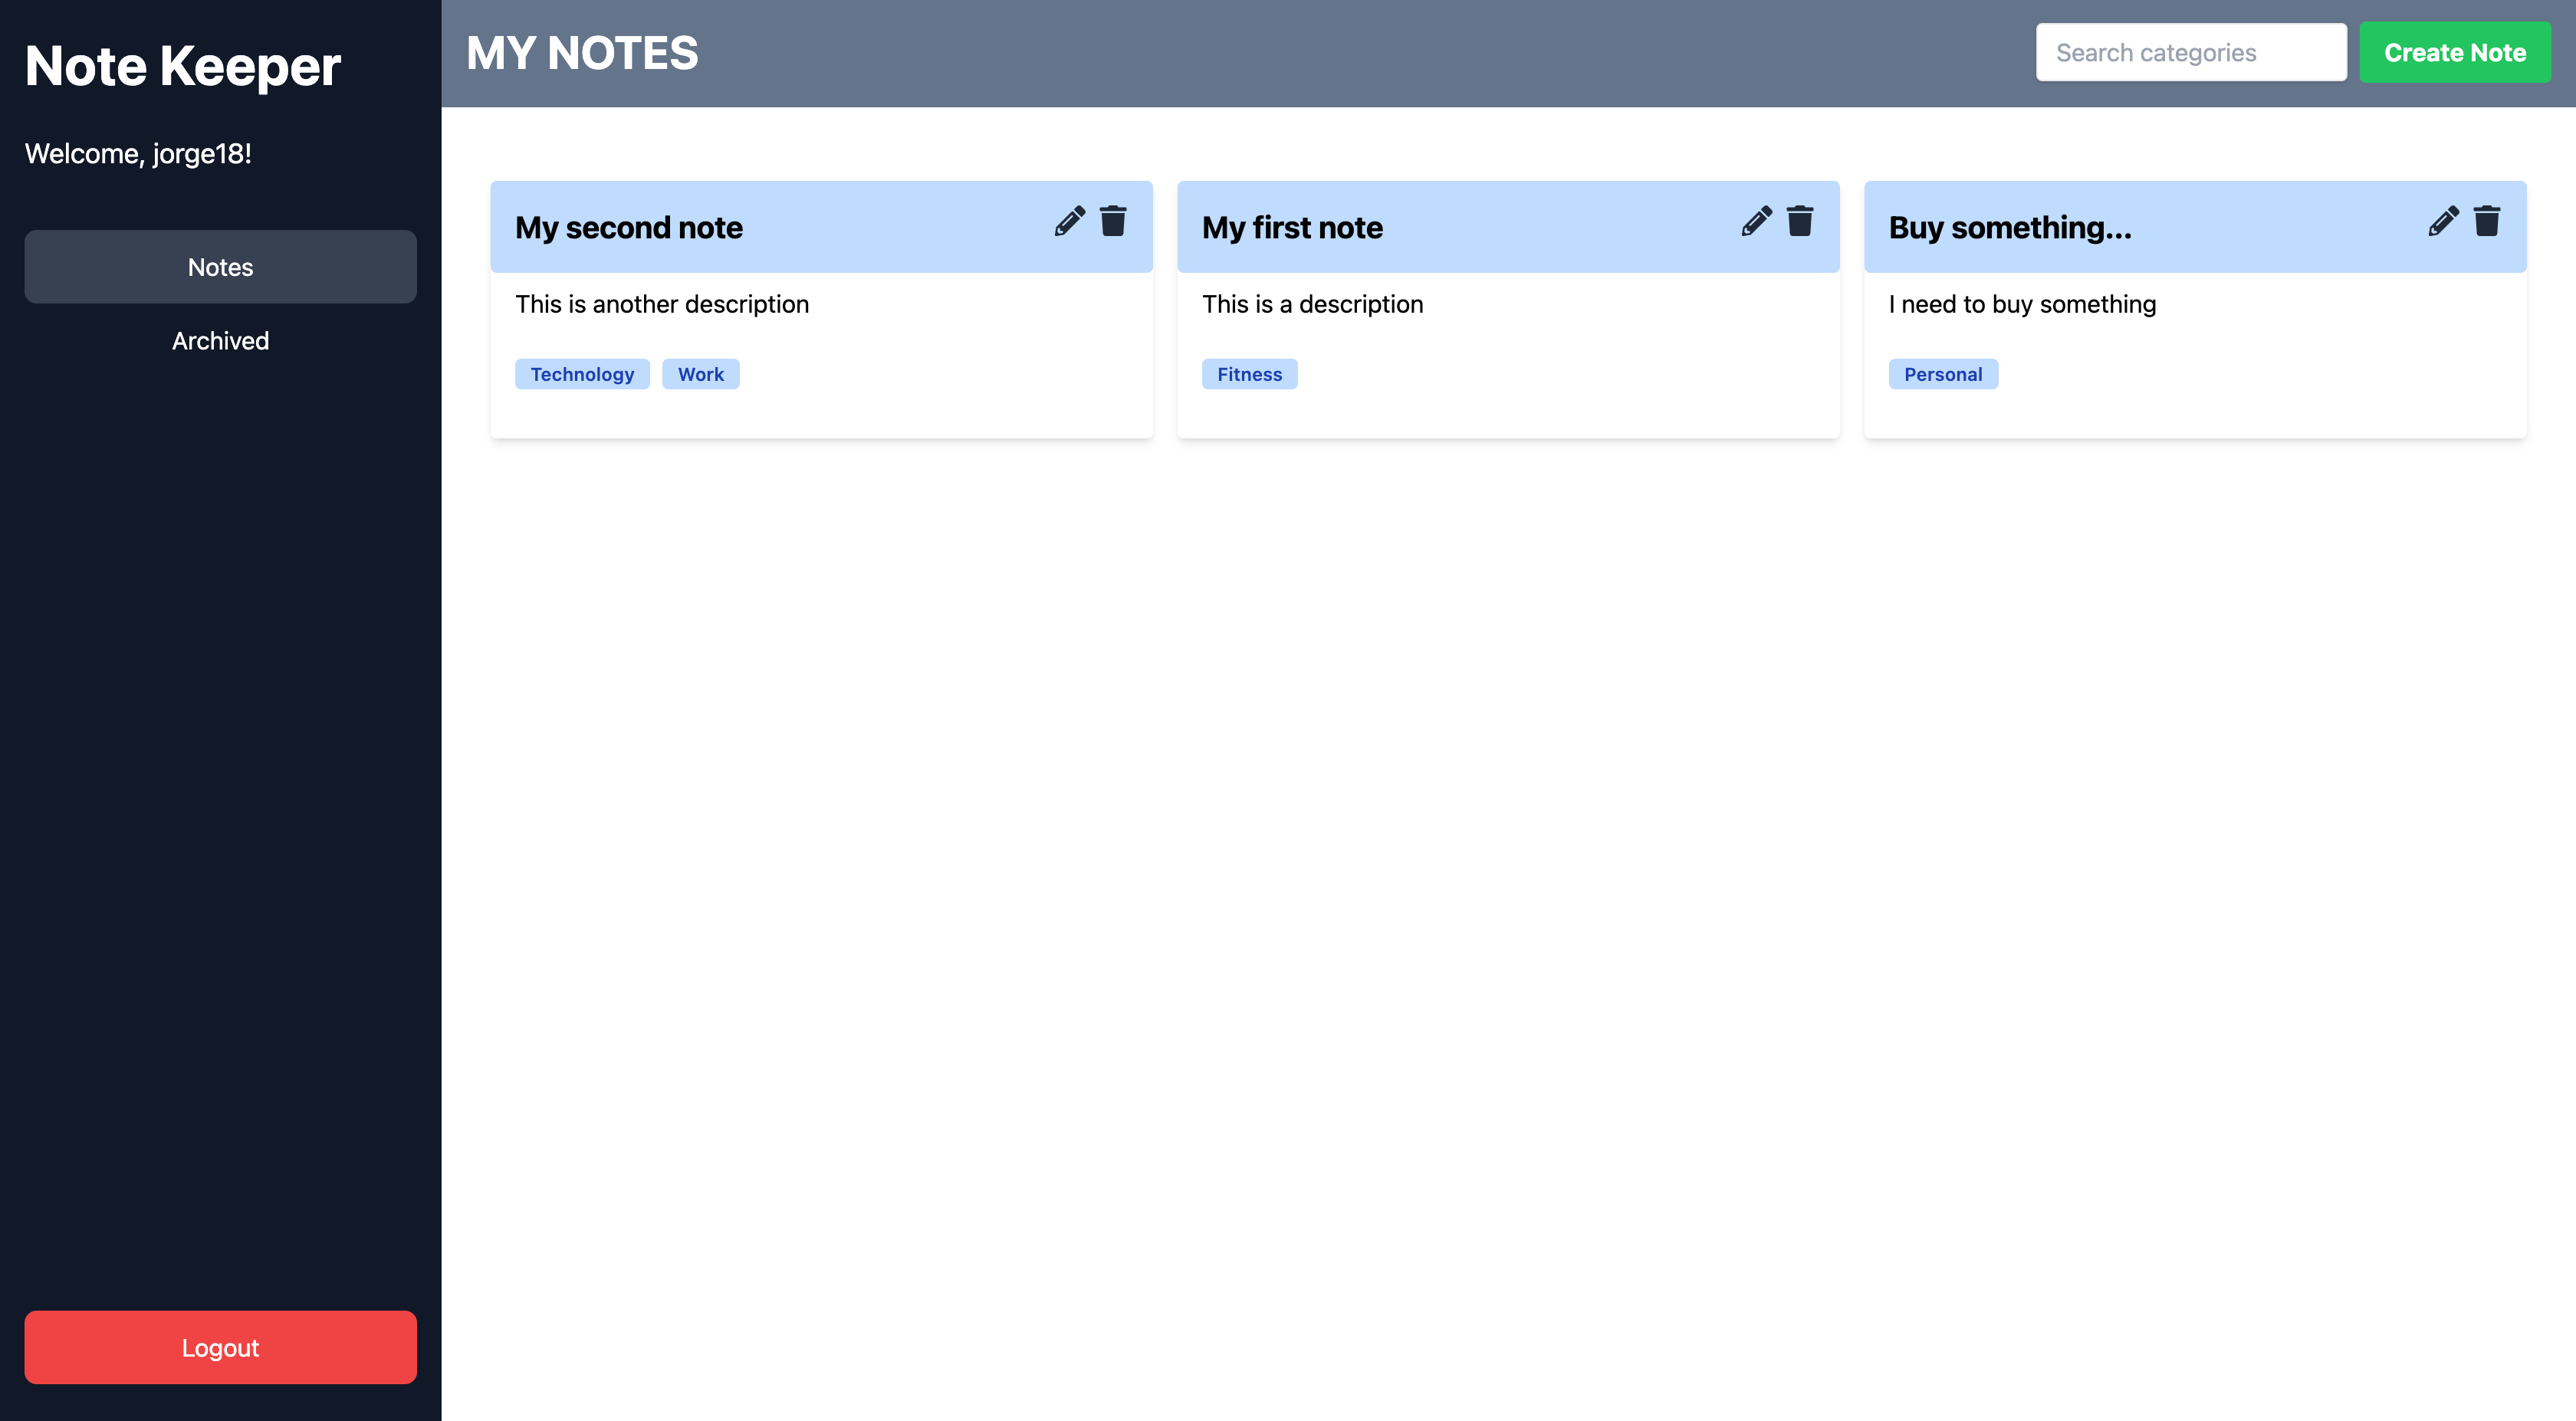 Note Keeper
Welcome, jorge18!
Notes
Archived
Logout
MY NOTES
Search categories
Create Note
My second note
This is another description
Technology Work
My first note
This is a description
Fitness
Buy something...
I need to buy something
Personal